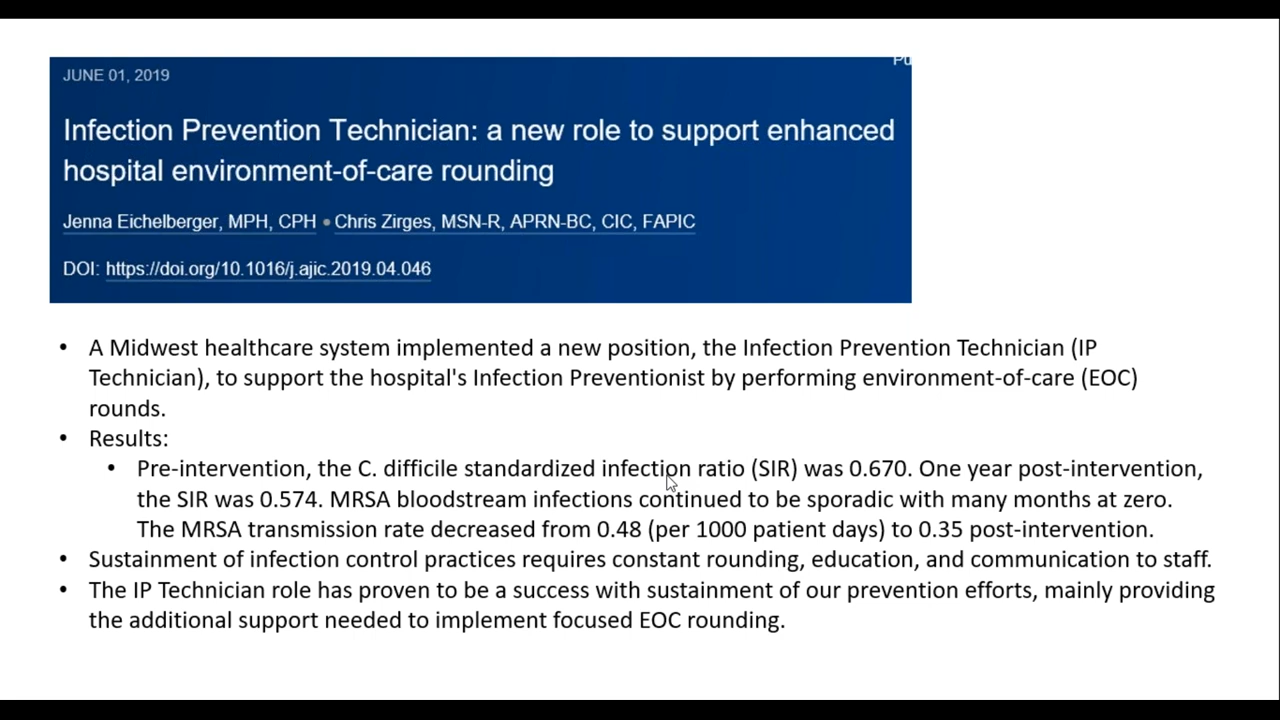 JUNE 01, 2019
Infection Prevention Technician: a new role to support enhanced
hospital environment-of-care rounding
Jenna Eichelberger, MPH, CPH • Chris Zirges, MSN-R, APRN-BC, CIC, FAPIC
DOI: https://doi.org/10.1016/j.ajic.2019.04.046
• A Midwest healthcare system implemented a new position, the Infection Prevention Technician (IP
Technician), to support the hospital's Infection Preventionist by performing environment-of-care (EOC)
rounds.
• Results:
• Pre-intervention, the C. difficile standardized infection ratio (SIR) was 0.670. One year post-intervention,
the SIR was 0.574. MRSA bloodstream infections continued to be sporadic with many months at zero.
The MRSA transmission rate decreased from 0.48 (per 1000 patient days) to 0.35 post-intervention.
• Sustainment of infection control practices requires constant rounding, education, and communication to staff.
• The IP Technician role has proven to be a success with sustainment of our prevention efforts, mainly providing
the additional support needed to implement focused EOC rounding.